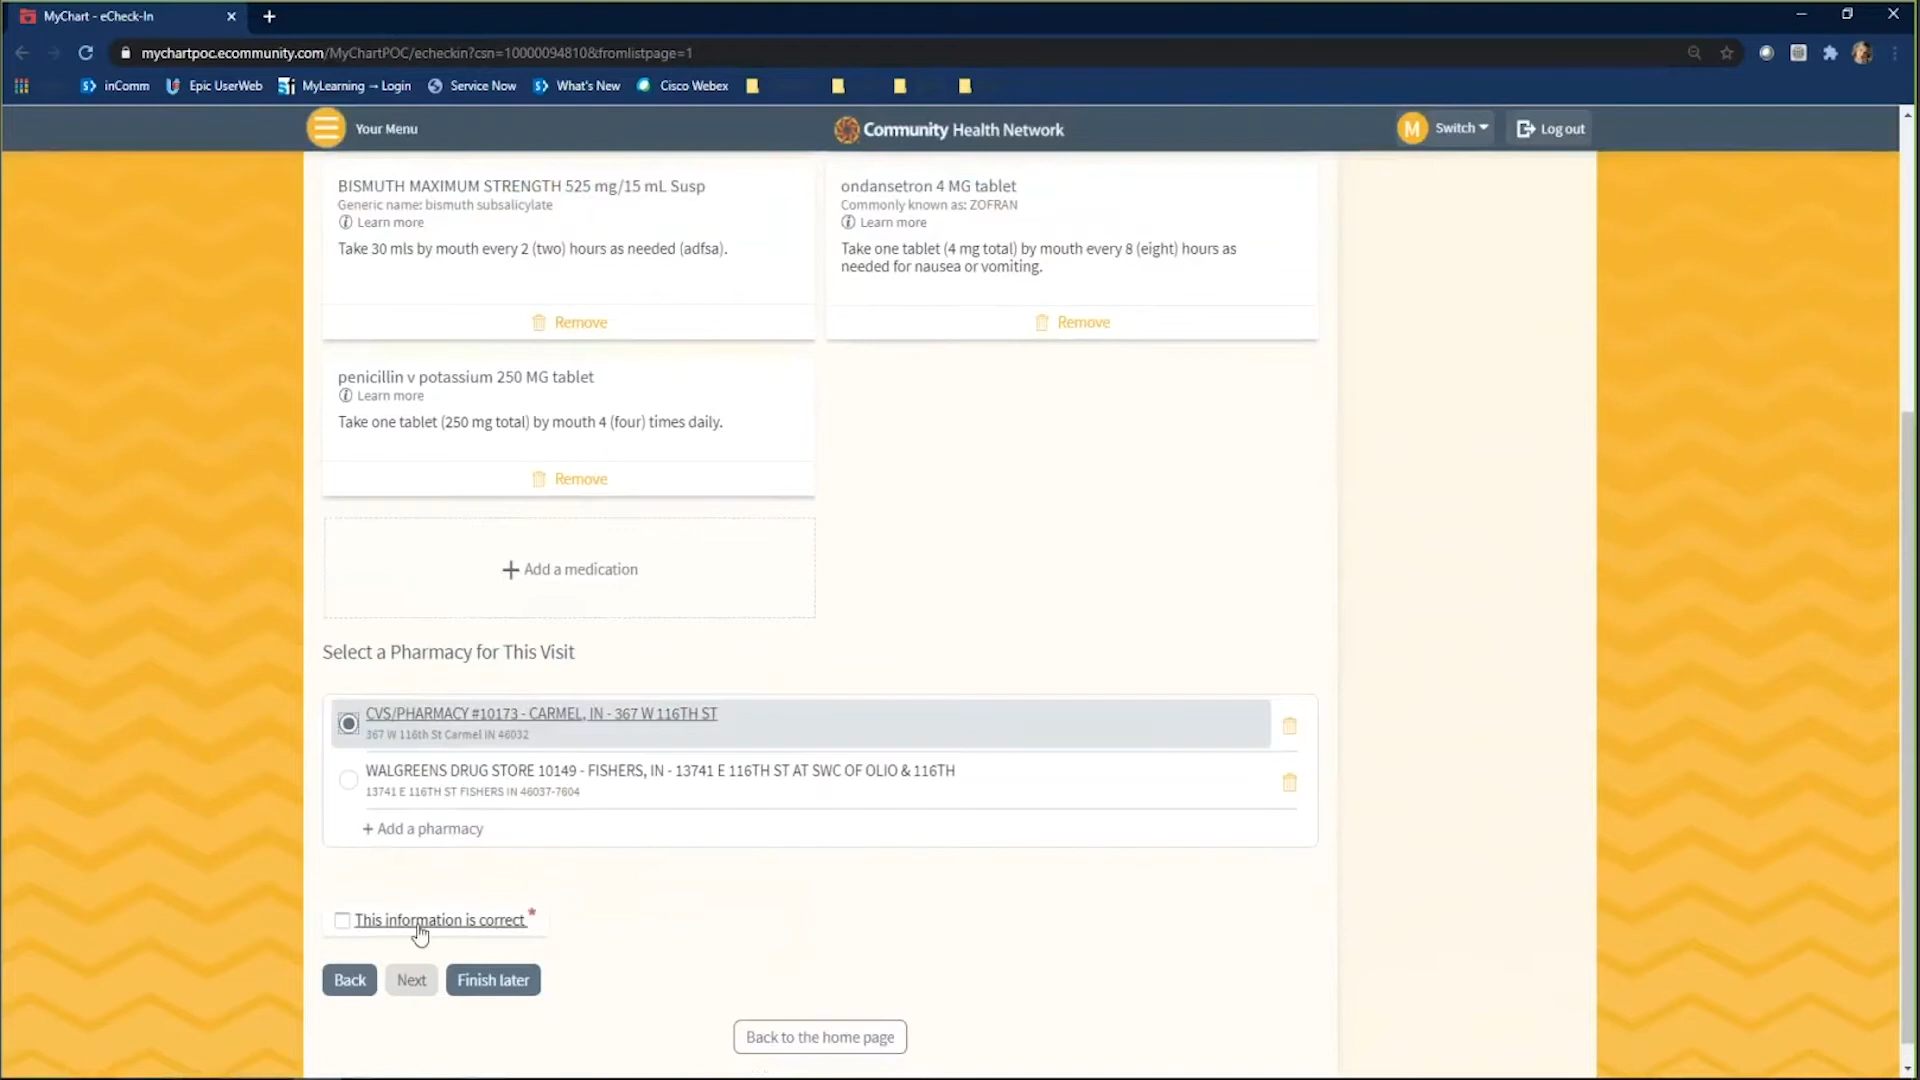 MyChart - eCheck-In
mychartpoc.ecommunity.com/MyChartPOC/echeckin?csn=10000094810&fromlistpage=1
inComm
Epic UserWeb
MyLearning → Login
Service Now
What's New
Cisco Webex
Your Menu
Community Health Network
M
Switch
Log out
BISMUTH MAXIMUM STRENGTH 525 mg/15 mL Susp
Generic name: bismuth subsalicylate
Learn more
Take 30 mls by mouth every 2 (two) hours as needed (adfsa).
Remove
ondansetron 4 MG tablet
Commonly known as: ZOFRAN
Learn more
Take one tablet (4 mg total) by mouth every 8 (eight) hours as
needed for nausea or vomiting.
Remove
penicillin v potassium 250 MG tablet
Learn more
Take one tablet (250 mg total) by mouth 4 (four) times daily.
Remove
+ Add a medication
Select a Pharmacy for This Visit
CVS/PHARMACY #10173 - CARMEL, IN - 367 W 116TH ST
367 W 116th St Carmel IN 46032
WALGREENS DRUG STORE 10149 - FISHERS, IN - 13741 E 116TH ST AT SWC OF OLIO & 116TH
13741 E 116TH ST FISHERS IN 46037-7604
+ Add a pharmacy
This information is correct *
Back
Next
Finish later
Back to the home page